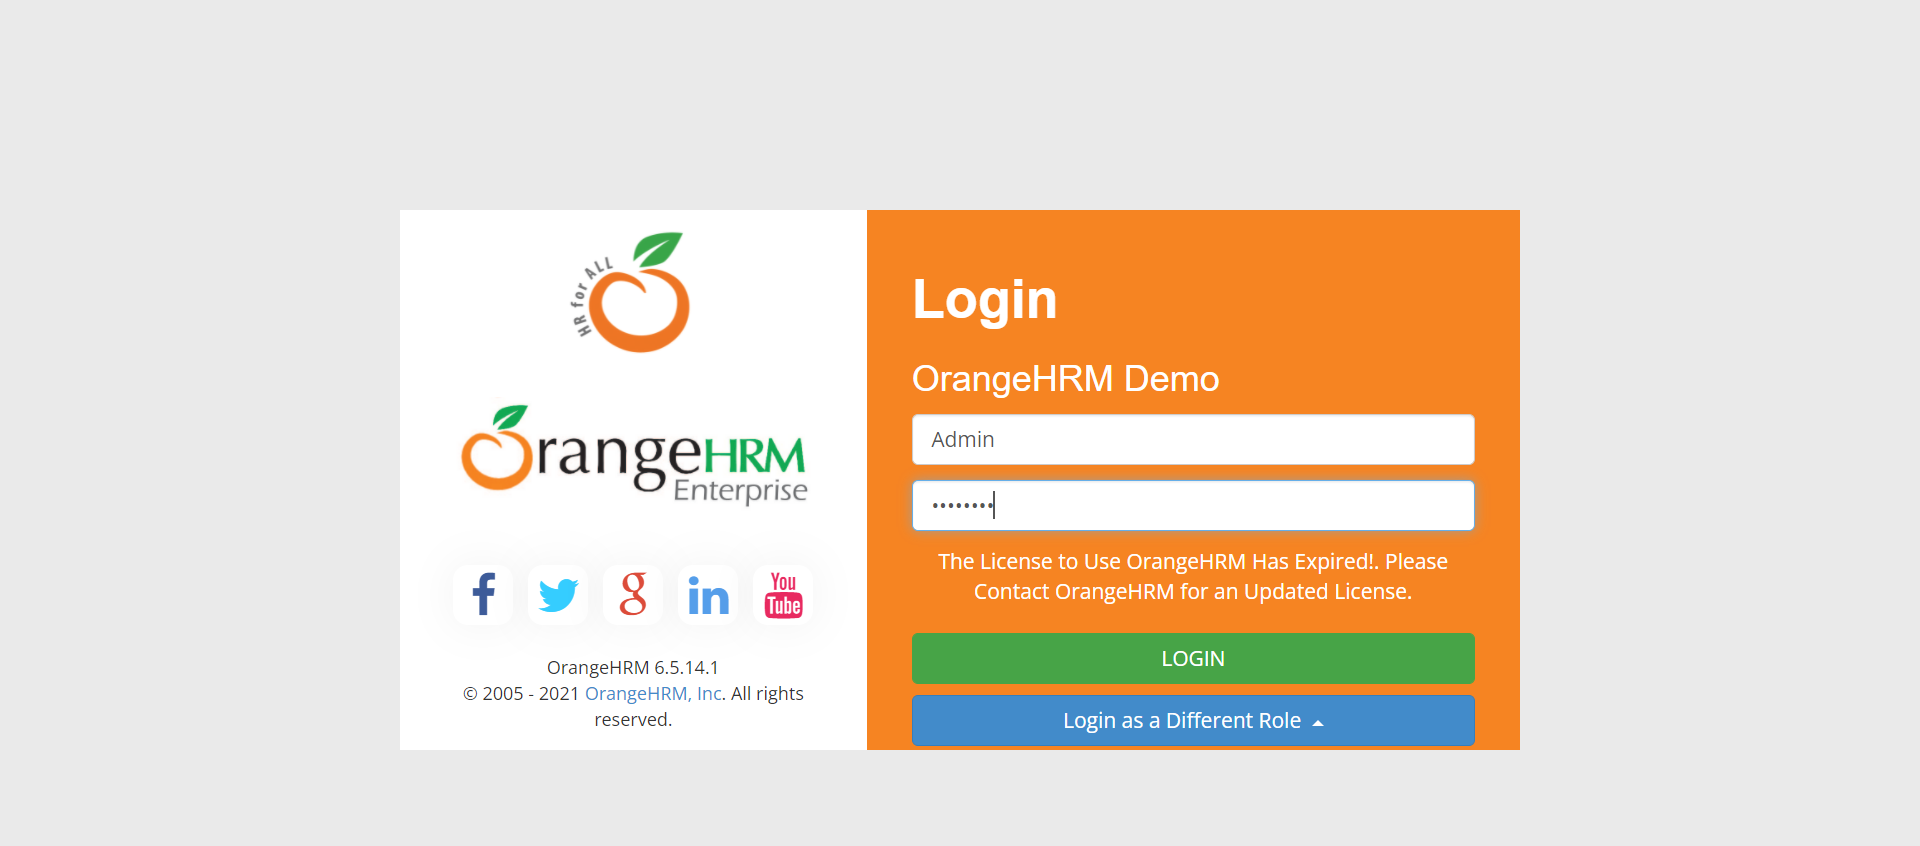 HR for ALL
OrangeHRM
Enterprise
You
Tube
OrangeHRM 6.5.14.1
© 2005 - 2021 OrangeHRM, Inc. All rights
reserved.
Login
OrangeHRM Demo
Admin
••••••••
The License to Use OrangeHRM Has Expired!. Please
Contact OrangeHRM for an Updated License.
LOGIN
Login as a Different Role